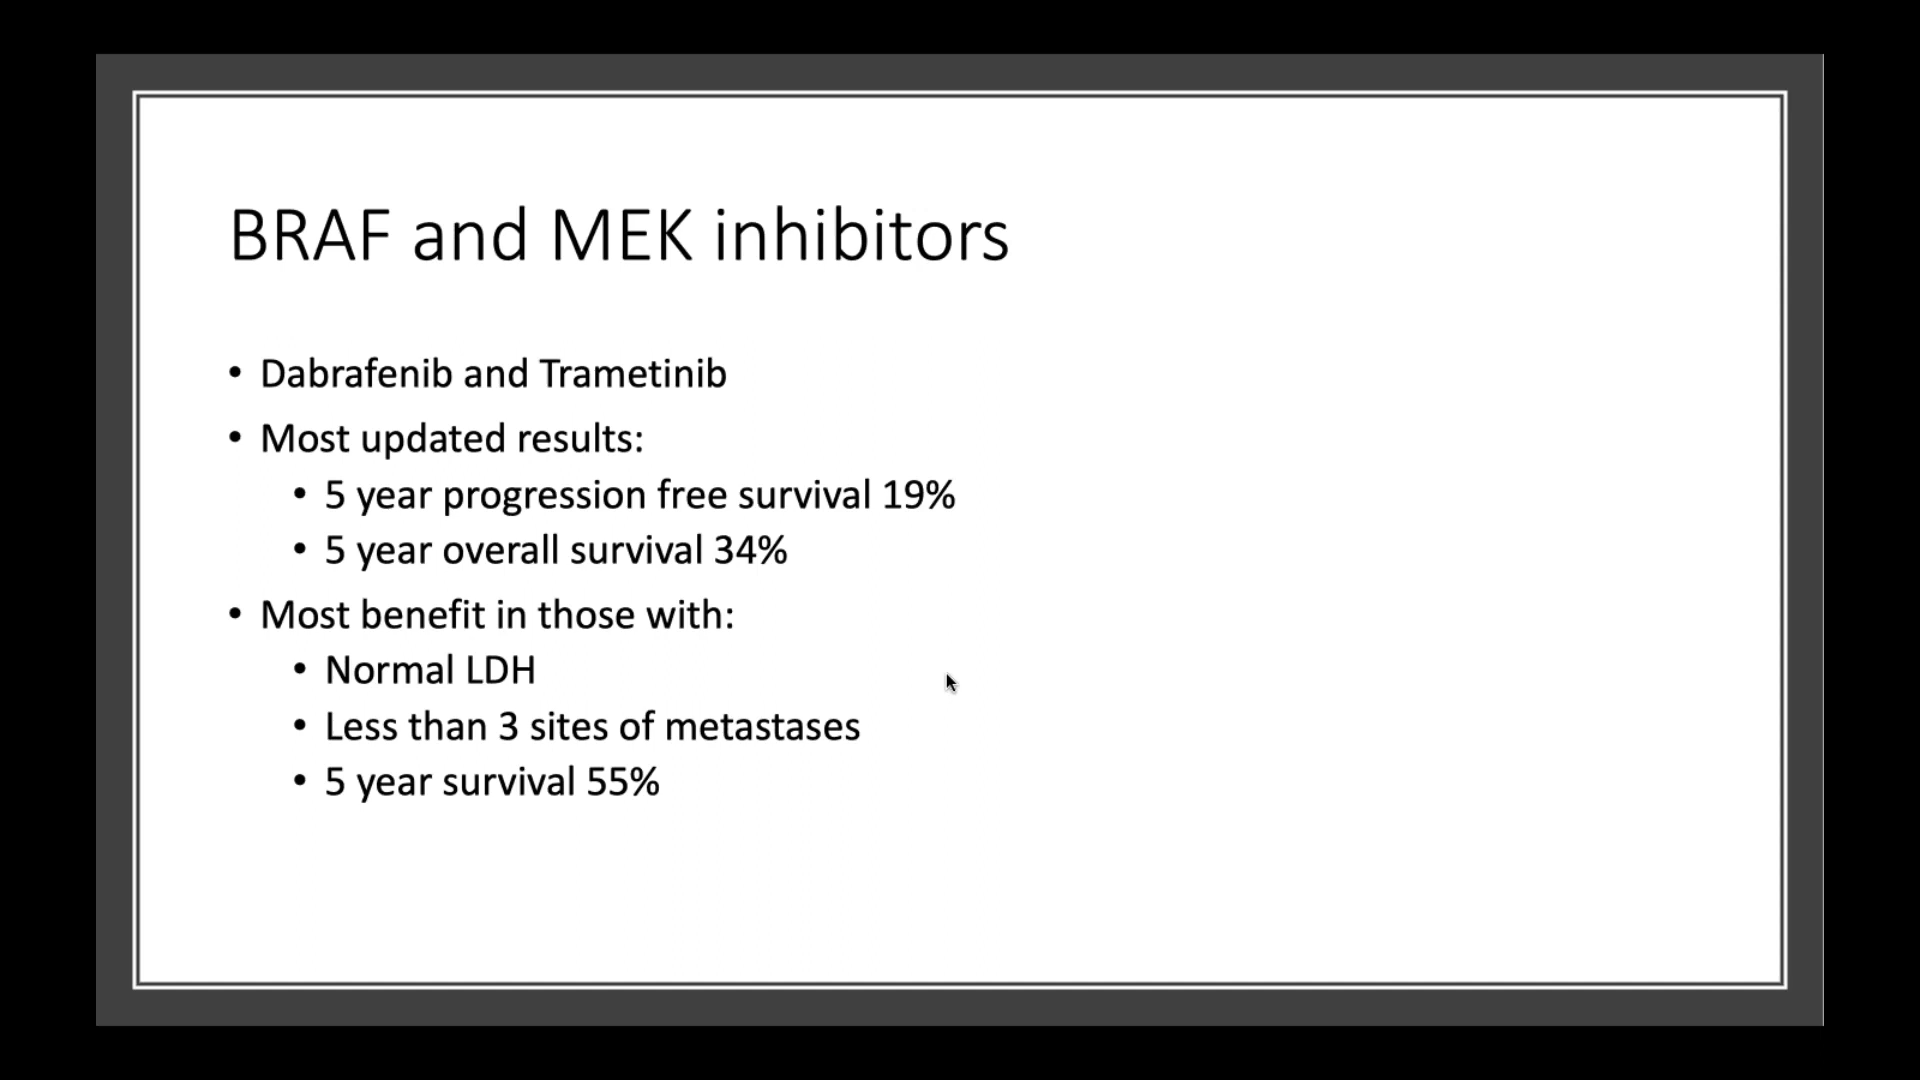 BRAF and MEK inhibitors
• Dabrafenib and Trametinib
• Most updated results:
• 5 year progression free survival 19%
• 5 year overall survival 34%
• Most benefit in those with:
• Normal LDH
• Less than 3 sites of metastases
• 5 year survival 55%